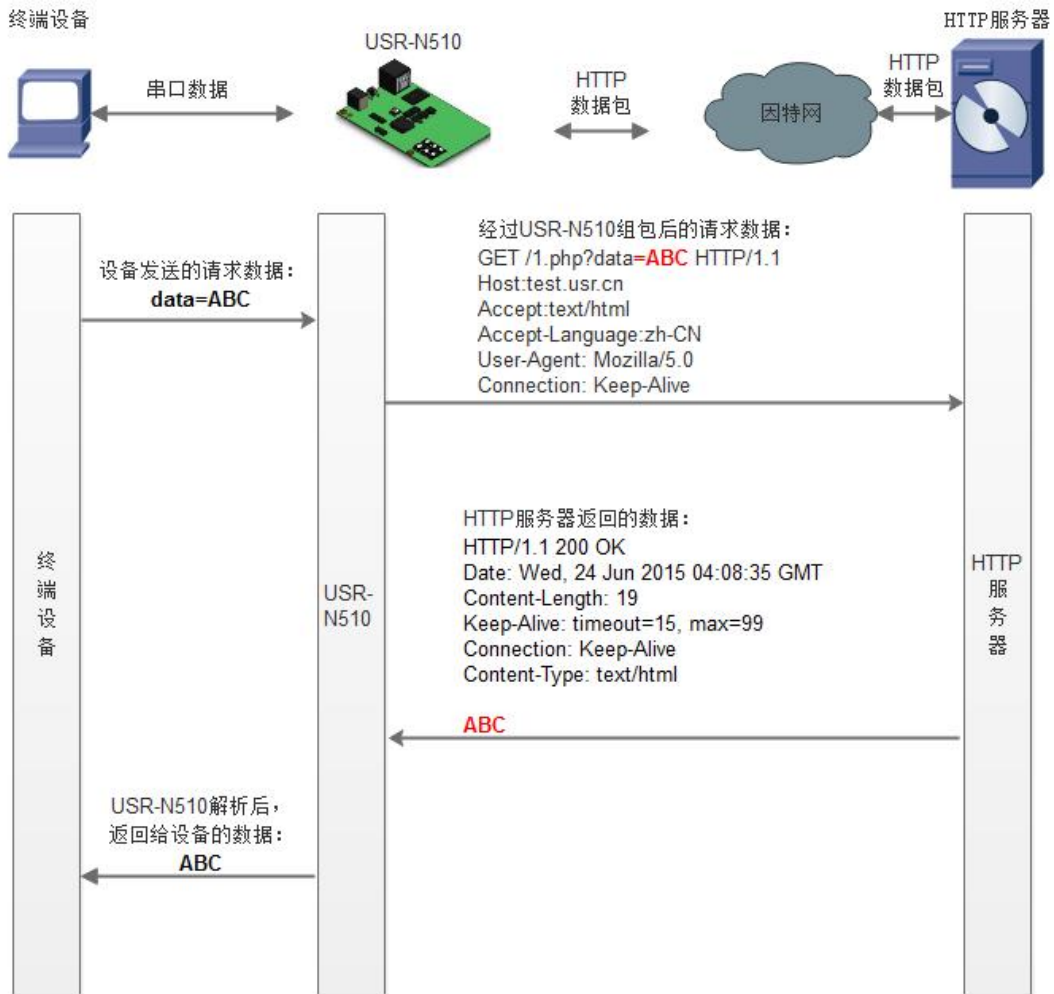 终端设备
HTTP服务器
USR-N510
串口数据
HTTP
数据包
因特网
HTTP
数据包
设备发送的请求数据：
data=ABC
经过USR-N510组包后的请求数据：
GET /1.php?data=ABC HTTP/1.1
Host:test.usr.cn
Accept:text/html
Accept-Language:zh-CN
User-Agent: Mozilla/5.0
Connection: Keep-Alive
HTTP服务器返回的数据：
HTTP/1.1 200 OK
Date: Wed, 24 Jun 2015 04:08:35 GMT
Content-Length: 19
Keep-Alive: timeout=15, max=99
Connection: Keep-Alive
Content-Type: text/html
ABC
终
端
设
备
USR-
N510
HTTP
服
务
器
USR-N510解析后，
返回给设备的数据：
ABC